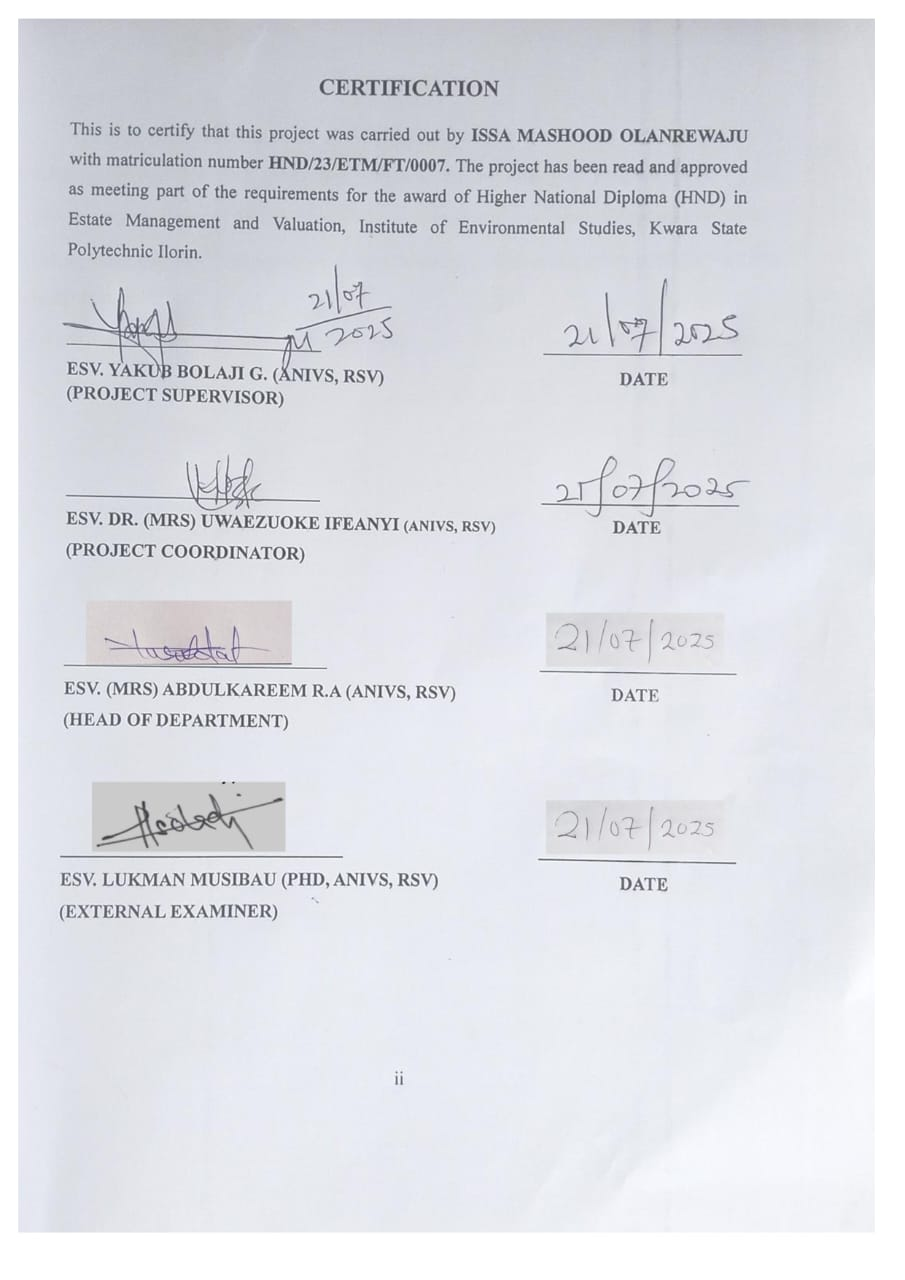 CERTIFICATION
This is to certify that this project was carried out by ISSA MASHOOD OLANREWAJU
with matriculation number HND/23/ETM/FT/0007. The project has been read and approved
as meeting part of the requirements for the award of Higher National Diploma (HND) in
Estate Management and Valuation, Institute of Environmental Studies, Kwara State
Polytechnic Ilorin.
21/07
2025
21/07/2025
ESV. YAKUB BOLAJI G. (ANIVS, RSV)
DATE
(PROJECT SUPERVISOR)
21/07/2025
ESV. DR. (MRS) UWAEZUOKE IFEANYI (ANIVS, RSV)
DATE
(PROJECT COORDINATOR)
21/07/2025
ESV. (MRS) ABDULKAREEM R.A (ANIVS, RSV)
DATE
(HEAD OF DEPARTMENT)
21/07/2025
ESV. LUKMAN MUSIBAU (PHD, ANIVS, RSV)
DATE
(EXTERNAL EXAMINER)
ii